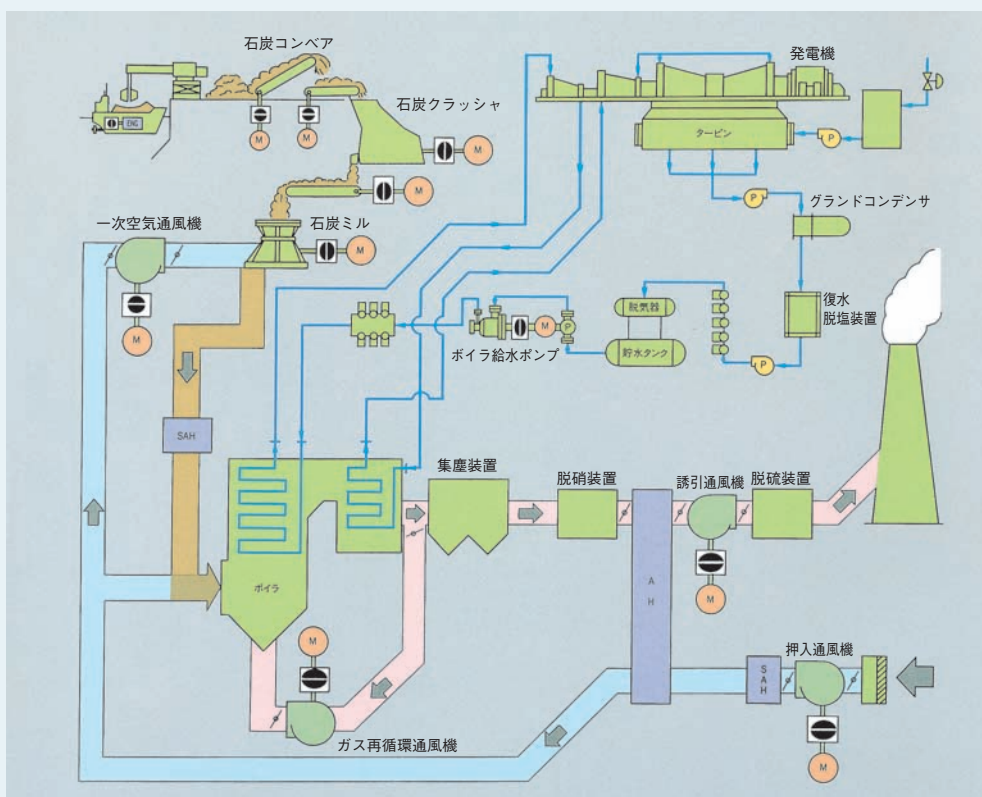 石炭コンベア
発電機
石炭クラッシャ
ENG
M
M
M
タービン
P
M
P
グランドコンデンサ
一次空気通風機
石炭ミル
M
復水
脱塩装置
脱気器
M
M
P
ボイラ給水ポンプ
貯水タンク
P
SAH
集塵装置
脱硝装置
誘引通風機
脱硫装置
ボイラ
A
H
M
M
押入通風機
S
A
H
ガス再循環通風機
M